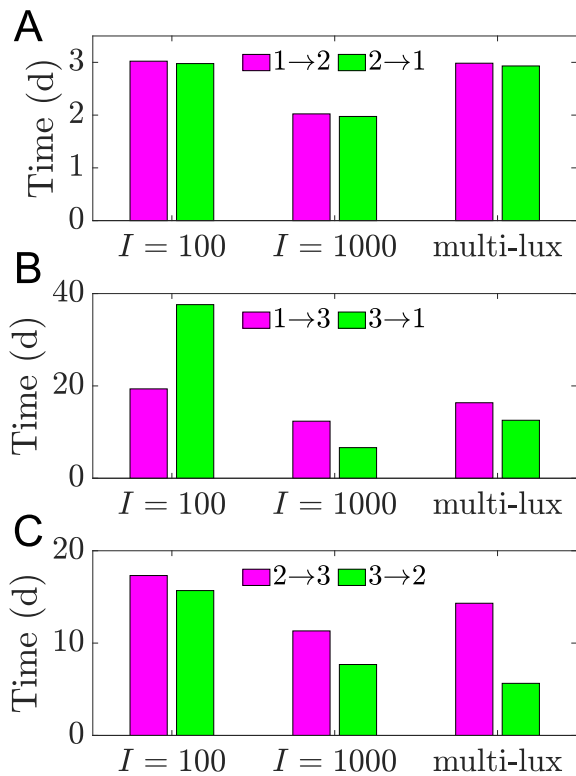 A
Time (d)
3
2
1
0
1→2 2→1
I = 100 I = 1000 multi-lux
B
Time (d)
40
20
0
1→3 3→1
I = 100 I = 1000 multi-lux
C
Time (d)
20
10
0
2→3 3→2
I = 100 I = 1000 multi-lux